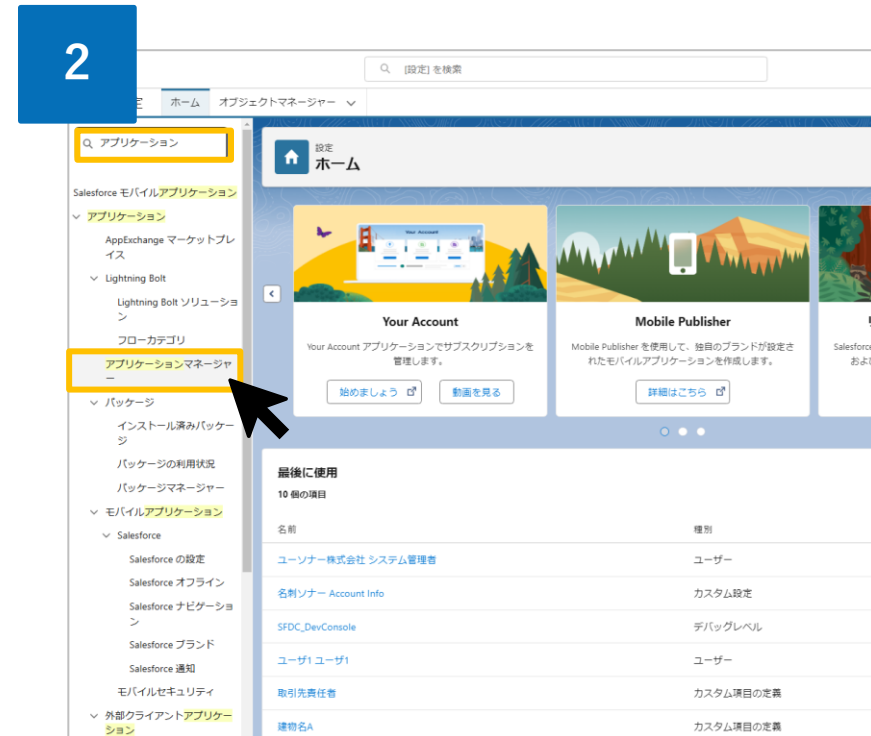 2
[設定] を検索
ホーム
オブジェクトマネージャー
アプリケーション
設定
ホーム
Salesforce モバイルアプリケーション
アプリケーション
AppExchange マーケットプレ
イス
Lightning Bolt
Lightning Bolt ソリューショ
ン
フローカテゴリ
アプリケーションマネージャ
ー
パッケージ
インストール済みパッケー
ジ
パッケージの利用状況
パッケージマネージャー
モバイルアプリケーション
Salesforce
Salesforce の設定
Salesforce オフライン
Salesforce ナビゲーショ
ン
Salesforce ブランド
Salesforce 通知
モバイルセキュリティ
外部クライアントアプリケー
ション
Your Account
Your Account
Your Account アプリケーションでサブスクリプションを
管理します。
始めましょう
動画を見る
Mobile Publisher
Mobile Publisher を使用して、独自のブランドが設定さ
れたモバイルアプリケーションを作成します。
詳細はこちら
Salesforce
およ
最後に使用
10 個の項目
名前 種別
ユーソナー株式会社 システム管理者 ユーザー
名刺ソナー Account Info カスタム設定
SFDC_DevConsole デバッグレベル
ユーザ1 ユーザ1 ユーザー
取引先責任者 カスタム項目の定義
建物名A カスタム項目の定義